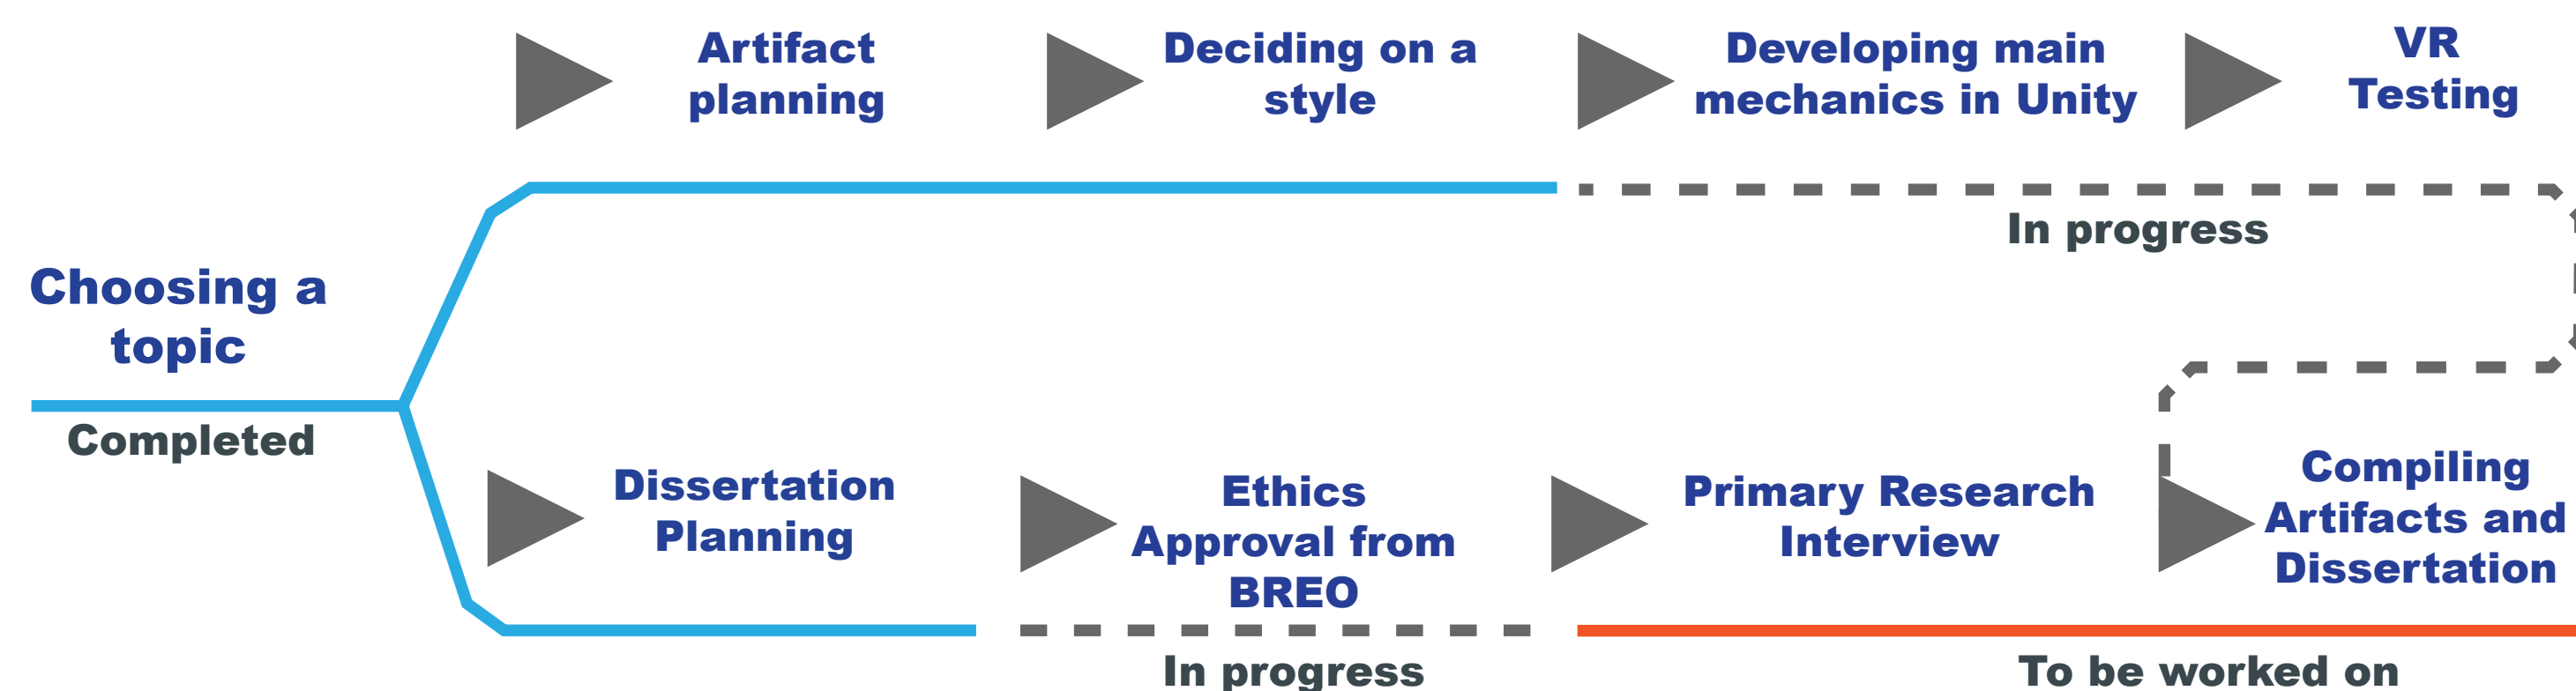 Artifact
planning
Deciding on a
style
Developing main
mechanics in Unity
VR
Testing
In progress
Choosing a
topic
Completed
Dissertation
Planning
Ethics
Approval from
BREO
In progress
Primary Research
Interview
Compiling
Artifacts and
Dissertation
To be worked on